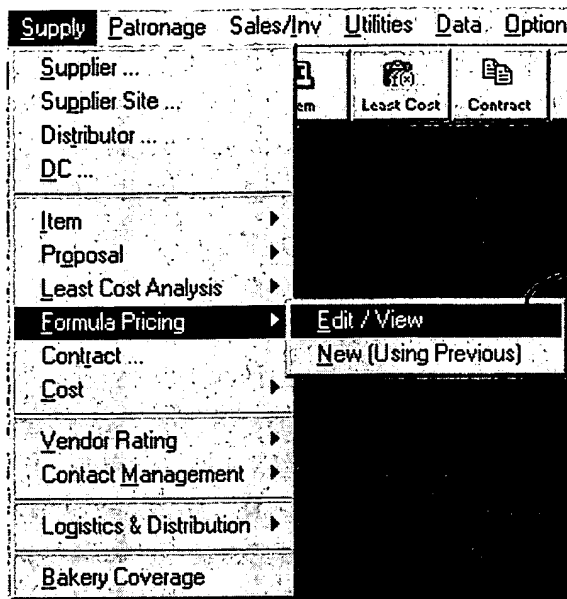 Supply Patronage Sales/Inv Utilities Data Option
Supplier ...
Supplier Site ...
Distributor ...
DC ...
em Least Cost Contract
Item
Proposal
Least Cost Analysis
Formula Pricing
Edit / View
Contract ...
New (Using Previous)
Cost
Vendor Rating
Contact Management
Logistics & Distribution
Bakery Coverage